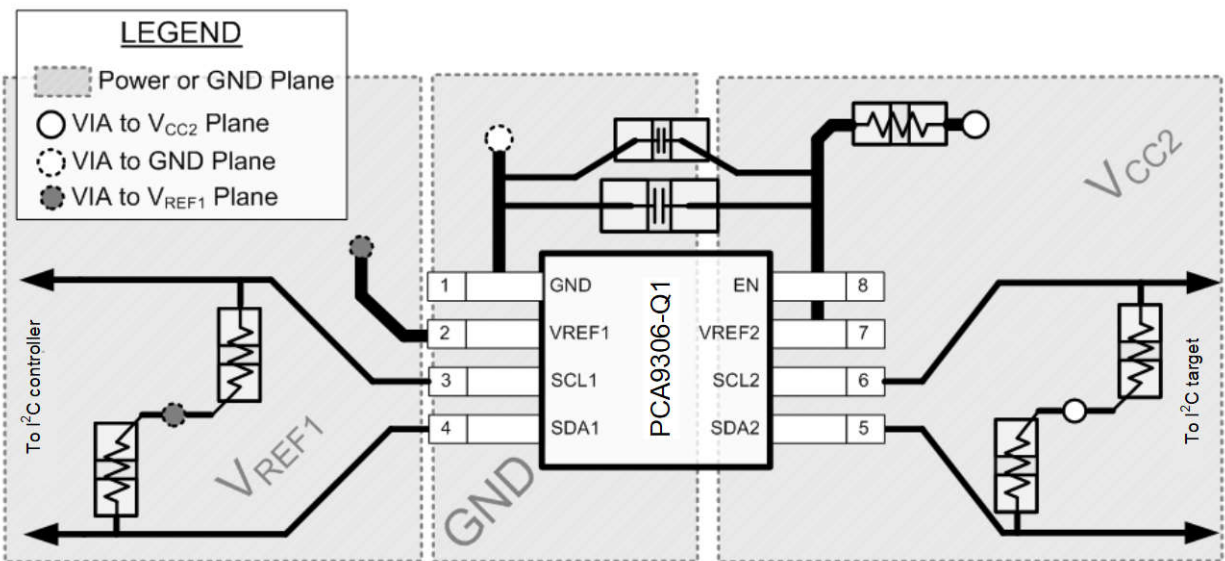 LEGEND
Power or GND Plane
VIA to VCC2 Plane
VIA to GND Plane
VIA to VREF1 Plane
VCC2
1 GND
2 VREF1
3 SCL1
4 SDA1
PCA9306-Q1
EN 8
VREF2 7
SCL2 6
SDA2 5
To I²C controller
To I²C target
VREF1
GND